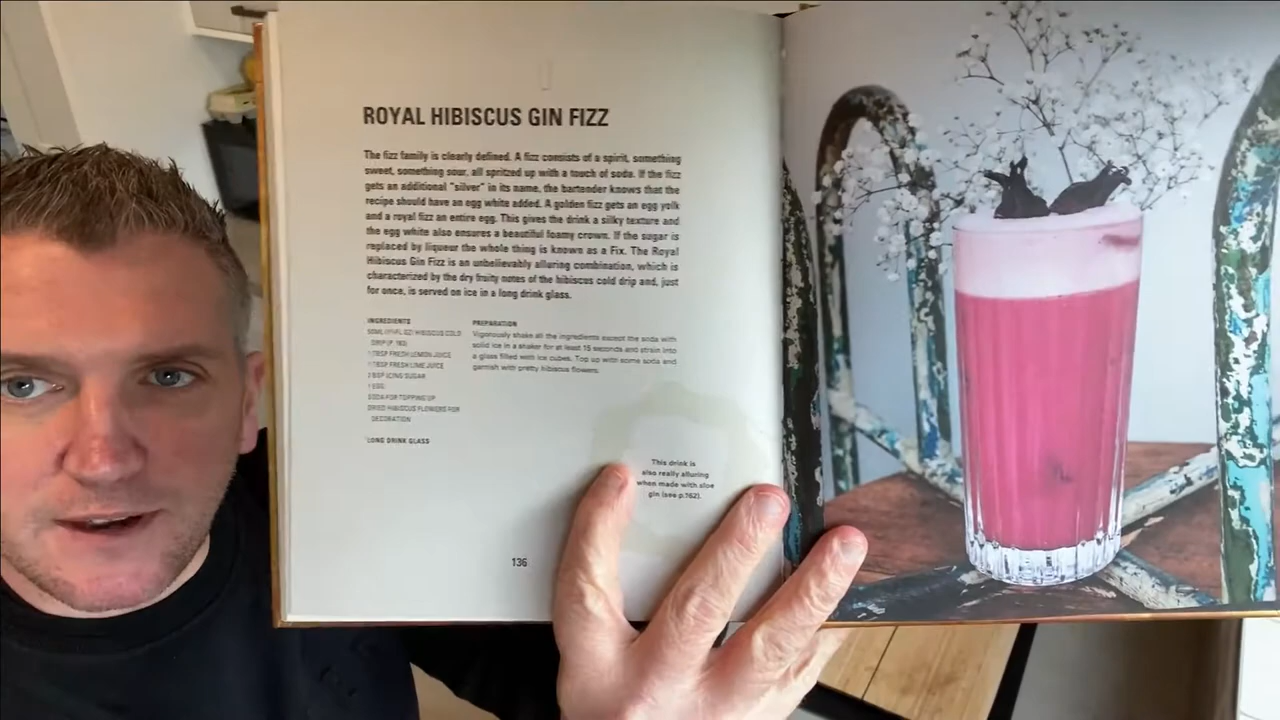 ROYAL HIBISCUS GIN FIZZ
The fizz family is clearly defined. A fizz consists of a spirit, something
sweet, something sour, all spritzed up with a touch of soda. If the fizz
gets an additional "silver" in its name, the bartender knows that the
recipe should have an egg white added. A golden fizz gets an egg yolk
and a royal fizz an entire egg. This gives the drink a silky texture and
the egg white also ensures a beautiful foamy crown. If the sugar is
replaced by liqueur the whole thing is known as a Fix. The Royal
Hibiscus Gin Fizz is an unbelievably alluring combination, which is
characterized by the dry fruity notes of the hibiscus cold drip and, just
for once, is served on ice in a long drink glass.
INGREDIENTS
HIBISCUS COLD
DRIP (P. 163)
TBSP FRESH LEMON JUICE
TBSP FRESH LIME JUICE
ICING SUGAR
1 EGG
SODA FOR TOPPING UP
DRIED HIBISCUS FLOWERS FOR
DECORATION
LONG DRINK GLASS
PREPARATION
Vigorously shake all the ingredients except the soda with
solid ice in a shaker for at least 15 seconds and strain into
a glass filled with ice cubes. Top up with some soda and
garnish with pretty hibiscus flowers.
This drink is
also really alluring
when made with sloe
gin (see p.162).
136